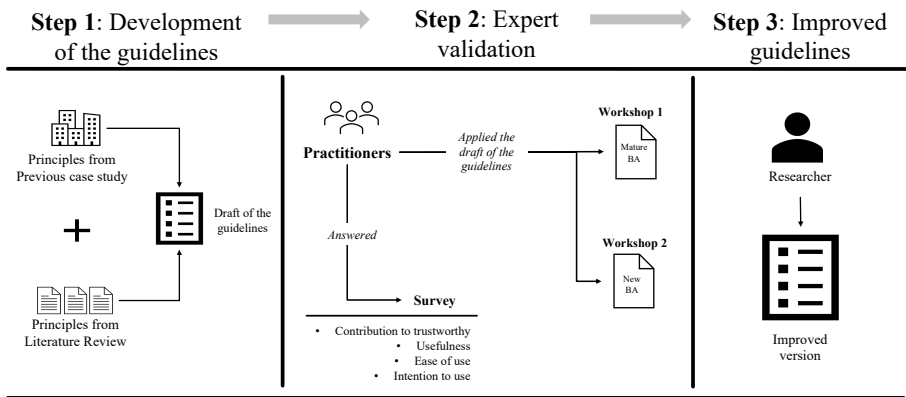 Step 1: Development
of the guidelines
Step 2: Expert
validation
Step 3: Improved
guidelines
Principles from
Previous case study
+
Principles from
Literature Review
Draft of the
guidelines
Practitioners
Applied the
draft of the
guidelines
Answered
Survey
• Contribution to trustworthy
• Usefulness
• Ease of use
• Intention to use
Workshop 1
Mature
BA
Workshop 2
New
BA
Researcher
Improved
version